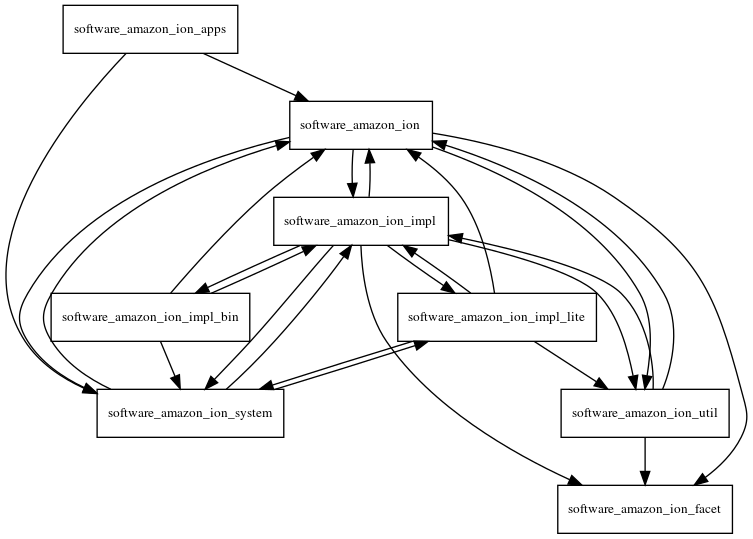 software_amazon_ion_apps
software_amazon_ion
software_amazon_ion_impl
software_amazon_ion_impl_bin
software_amazon_ion_impl_lite
software_amazon_ion_system
software_amazon_ion_util
software_amazon_ion_facet